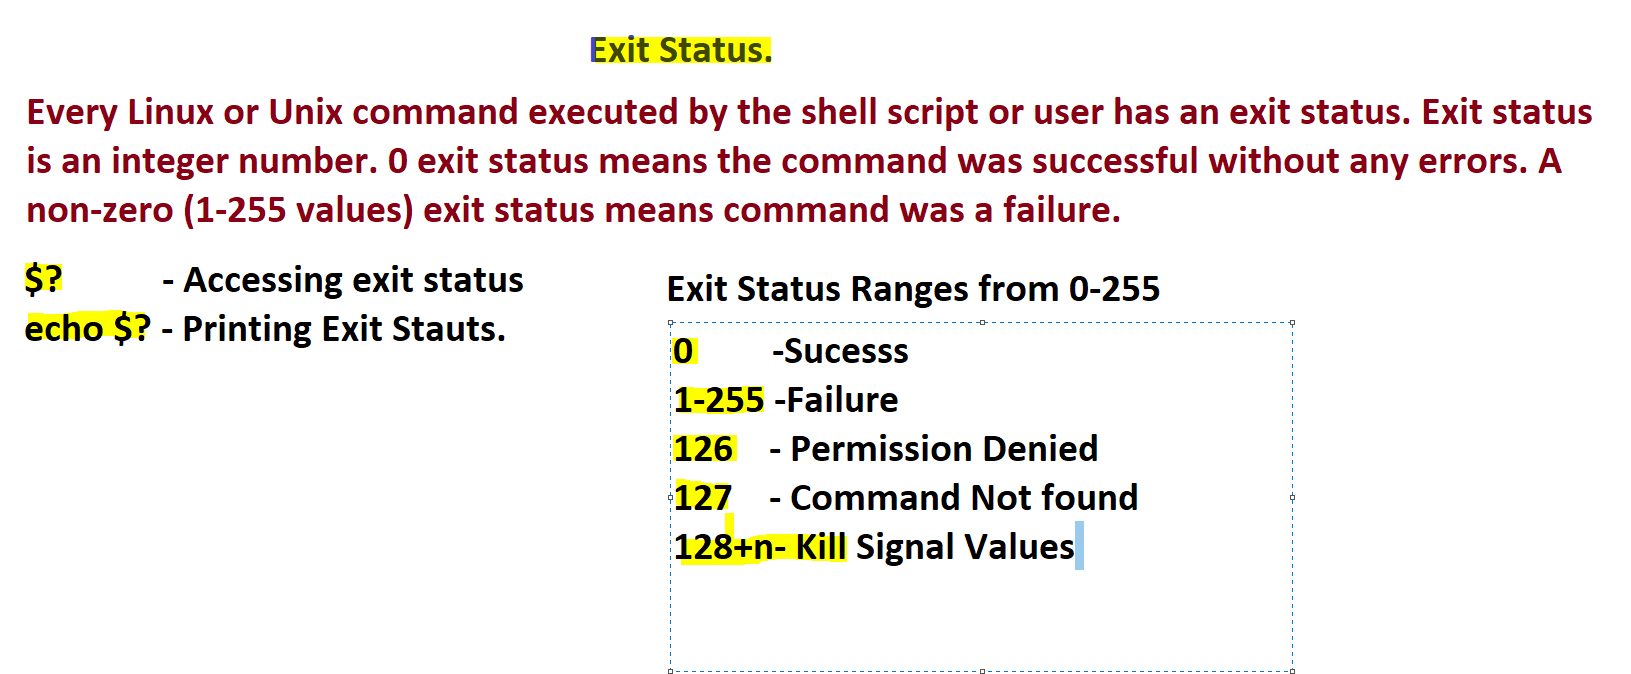 Exit Status.
Every Linux or Unix command executed by the shell script or user has an exit status. Exit status
is an integer number. 0 exit status means the command was successful without any errors. A
non-zero (1-255 values) exit status means command was a failure.
$? - Accessing exit status
echo $? - Printing Exit Stauts.
Exit Status Ranges from 0-255
0 -Sucesss
1-255 -Failure
126 - Permission Denied
127 - Command Not found
128+n- Kill Signal Values